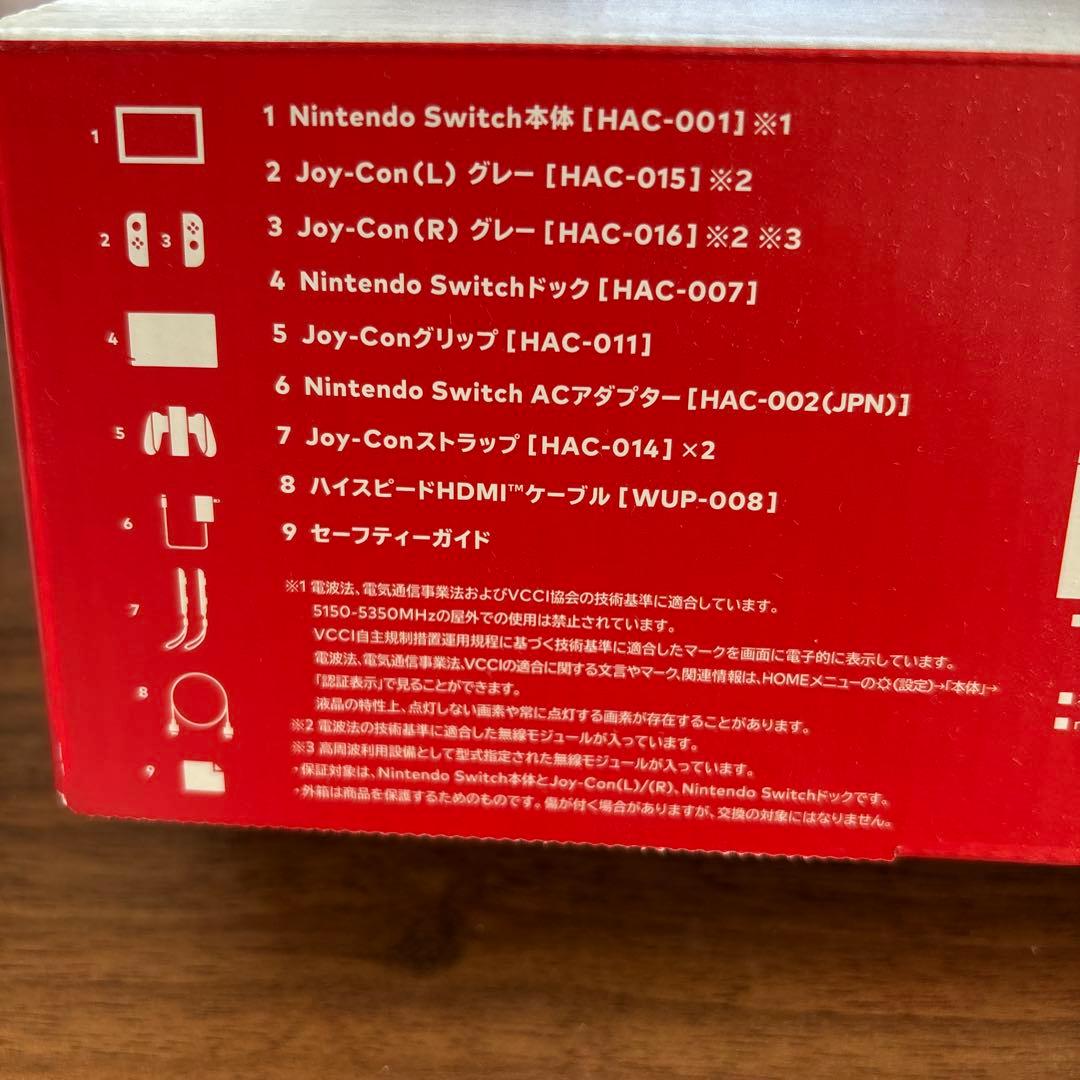 1 Nintendo Switch本体 [HAC-001] ※1
2 Joy-Con(L) グレー [HAC-015] ※2
3 Joy-Con(R) グレー [HAC-016] ※2 ※3
4 Nintendo Switchドック [HAC-007]
5 Joy-Conグリップ [HAC-011]
6 Nintendo Switch ACアダプター [HAC-002(JPN)]
7 Joy-Conストラップ [HAC-014] ×2
8 ハイスピードHDMI™ケーブル [WUP-008]
9 セーフティーガイド
1
2
3
4
5
6
7
8
9
※1 電波法、電気通信事業法およびVCCI協会の技術基準に適合しています。
5150-5350MHzの屋外での使用は禁止されています。
VCCI自主規制措置運用規程に基づく技術基準に適合したマークを画面に電子的に表示しています。
電波法、電気通信事業法、VCCIの適合に関する文言やマーク、関連情報は、HOMEメニューの(設定)→「本体」→
「認証表示」で見ることができます。
液晶の特性上、点灯しない画素や常に点灯する画素が存在することがあります。
※2 電波法の技術基準に適合した無線モジュールが入っています。
※3 高周波利用設備として型式指定された無線モジュールが入っています。
・保証対象は、Nintendo Switch本体とJoy-Con(L)/(R)、Nintendo Switchドックです。
・外箱は商品を保護するためのものです。傷が付く場合がありますが、交換の対象にはなりません。